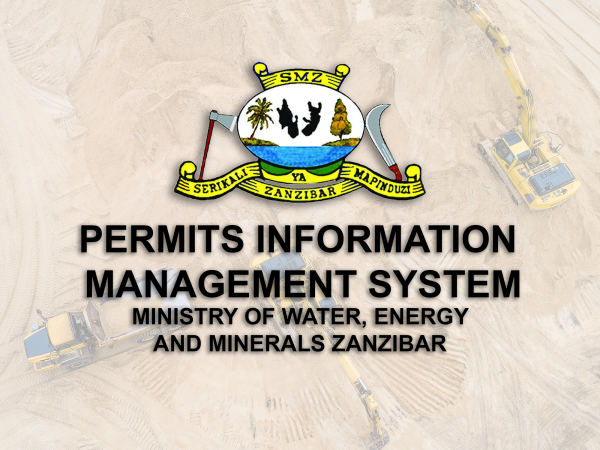 SMZ
SERIKALI YA MAPINDUZI
ZANZIBAR
PERMITS INFORMATION
MANAGEMENT SYSTEM
MINISTRY OF WATER, ENERGY
AND MINERALS ZANZIBAR